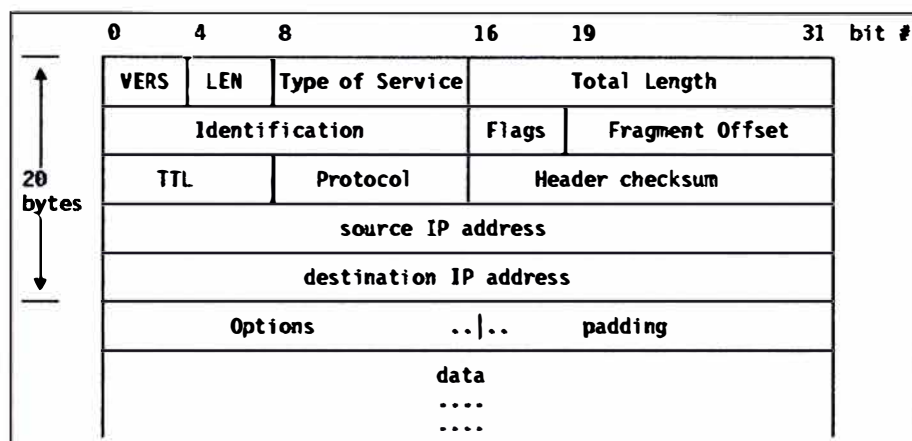 0 4 8 16 19 31 bit #
VERS LEN Type of Service Total Length
Identification Flags Fragment Offset
TTL Protocol Header checksum
20
bytes
source IP address
destination IP address
Options ..|.. padding
data
....
....